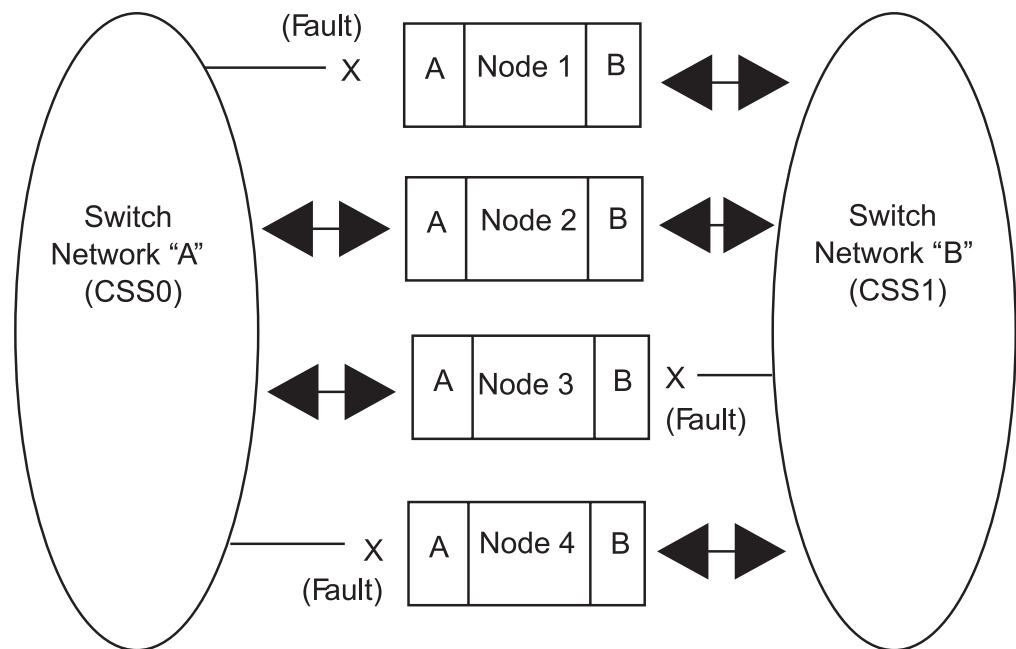 (Fault)
X
A Node 1 B
Switch
Network “A”
(CSS0)
A Node 2 B
Switch
Network “B”
(CSS1)
A Node 3 B
X
(Fault)
X
(Fault)
A Node 4 B